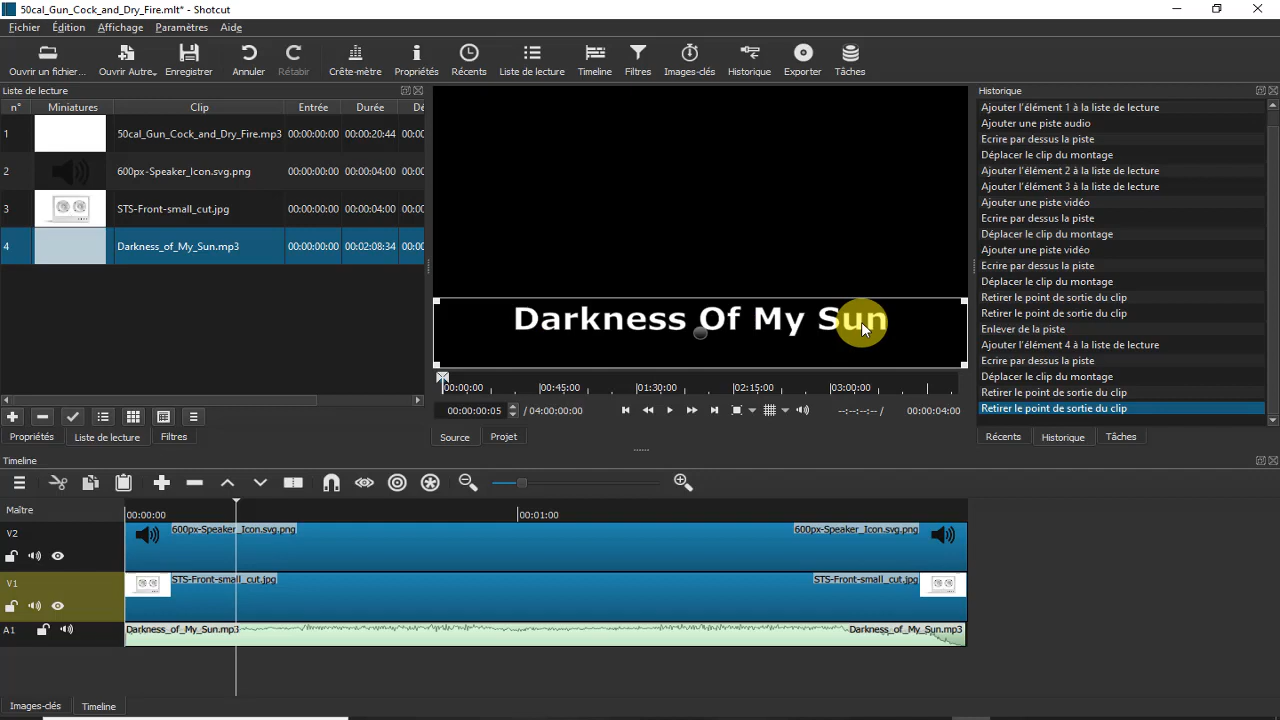 50cal_Gun_Cock_and_Dry_Fire.mlt* - Shotcut
Fichier Édition Affichage Paramètres Aide
Ouvrir un fichier... Ouvrir Autre... Enregistrer Annuler Rétabir Crête-mètre Propriétés Récents Liste de lecture Timeline Filtres Images-clés Historique Exporter Tâches
Liste de lecture
n° Miniatures Clip Entrée Durée Dé
1 50cal_Gun_Cock_and_Dry_Fire.mp3 00:00:00:00 00:00:20:44 00:0
2 600px-Speaker_Icon.svg.png 00:00:00:00 00:00:04:00 00:0
3 STS-Front-small_cut.jpg 00:00:00:00 00:00:04:00 00:0
4 Darkness_of_My_Sun.mp3 00:00:00:00 00:02:08:34 00:0
Propriétés Liste de lecture Filtres
Darkness Of My Sun
00:00:00 00:45:00 01:30:00 02:15:00 03:00:00
00:00:00:05 / 04:00:00:00 --:--:--:-- / 00:00:04:00
Source Projet
Historique
Ajouter l'élément 1 à la liste de lecture
Ajouter une piste audio
Ecrire par dessus la piste
Déplacer le clip du montage
Ajouter l'élément 2 à la liste de lecture
Ajouter l'élément 3 à la liste de lecture
Ajouter une piste vidéo
Ecrire par dessus la piste
Déplacer le clip du montage
Ajouter une piste vidéo
Ecrire par dessus la piste
Déplacer le clip du montage
Retirer le point de sortie du clip
Retirer le point de sortie du clip
Enlever de la piste
Ajouter l'élément 4 à la liste de lecture
Ecrire par dessus la piste
Déplacer le clip du montage
Retirer le point de sortie du clip
Retirer le point de sortie du clip
Récents Historique Tâches
Timeline
Maître 00:00:00 00:01:00
V2 600px-Speaker_Icon.svg.png 600px-Speaker_Icon.svg.png
V1 STS-Front-small_cut.jpg STS-Front-small_cut.jpg
A1 Darkness_of_My_Sun.mp3 Darkness_of_My_Sun.mp3
Images-clés Timeline